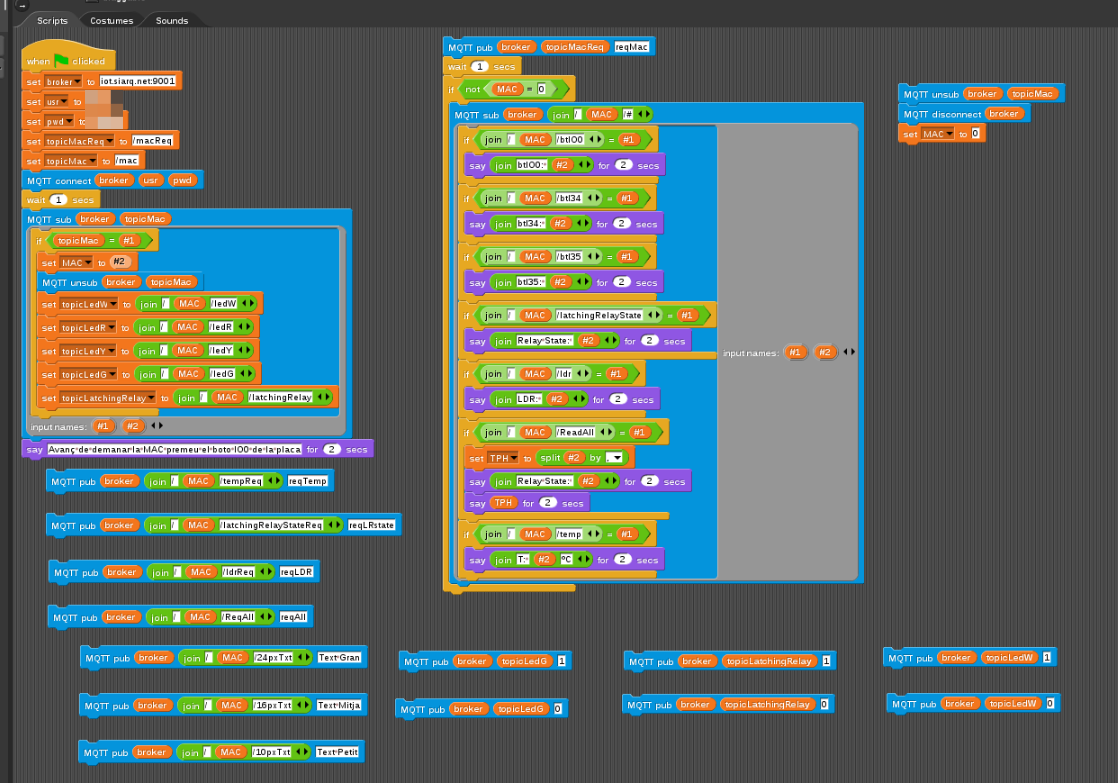 Scripts Costumes Sounds
when clicked
set broker to iot.siarq.net:9001
set usr to
set pwd to
set topicMacReq to /macReq
set topicMac to /mac
MQTT connect broker usr pwd
wait 1 secs
MQTT sub broker topicMac
if topicMac = #1
set MAC to #2
MQTT unsub broker topicMac
set topicLedW to join / MAC /ledW
set topicLedR to join / MAC /ledR
set topicLedY to join / MAC /ledY
set topicLedG to join / MAC /ledG
set topicLatchingRelay to join / MAC /latchingRelay
input names: #1 #2
say Avanç·de·demanar·la·MAC·premeu·el·boto·IO0·de·la·placa for 2 secs
MQTT pub broker join / MAC /tempReq reqTemp
MQTT pub broker join / MAC /latchingRelayStateReq reqLRstate
MQTT pub broker join / MAC /ldrReq reqLDR
MQTT pub broker join / MAC /ReqAll reqAll
MQTT pub broker join / MAC /24pxTxt Text·Gran
MQTT pub broker join / MAC /16pxTxt Text·Mitja
MQTT pub broker join / MAC /10pxTxt Text·Petit
MQTT pub broker topicMacReq reqMac
wait 1 secs
if not MAC = 0
MQTT sub broker join / MAC /#
if join / MAC /btIO0 = #1
say join btIO0:· #2 for 2 secs
if join / MAC /btI34 = #1
say join btI34:· #2 for 2 secs
if join / MAC /btI35 = #1
say join btI35:· #2 for 2 secs
if join / MAC /latchingRelayState = #1
say join Relay·State:· #2 for 2 secs
if join / MAC /ldr = #1
say join LDR:· #2 for 2 secs
if join / MAC /ReadAll = #1
set TPH to split #2 by ,
say join Relay·State:· #2 for 2 secs
say TPH for 2 secs
if join / MAC /temp = #1
say join T:· #2 ºC for 2 secs
input names: #1 #2
MQTT unsub broker topicMac
MQTT disconnect broker
set MAC to 0
MQTT pub broker topicLedG 1
MQTT pub broker topicLedG 0
MQTT pub broker topicLatchingRelay 1
MQTT pub broker topicLatchingRelay 0
MQTT pub broker topicLedW 1
MQTT pub broker topicLedW 0